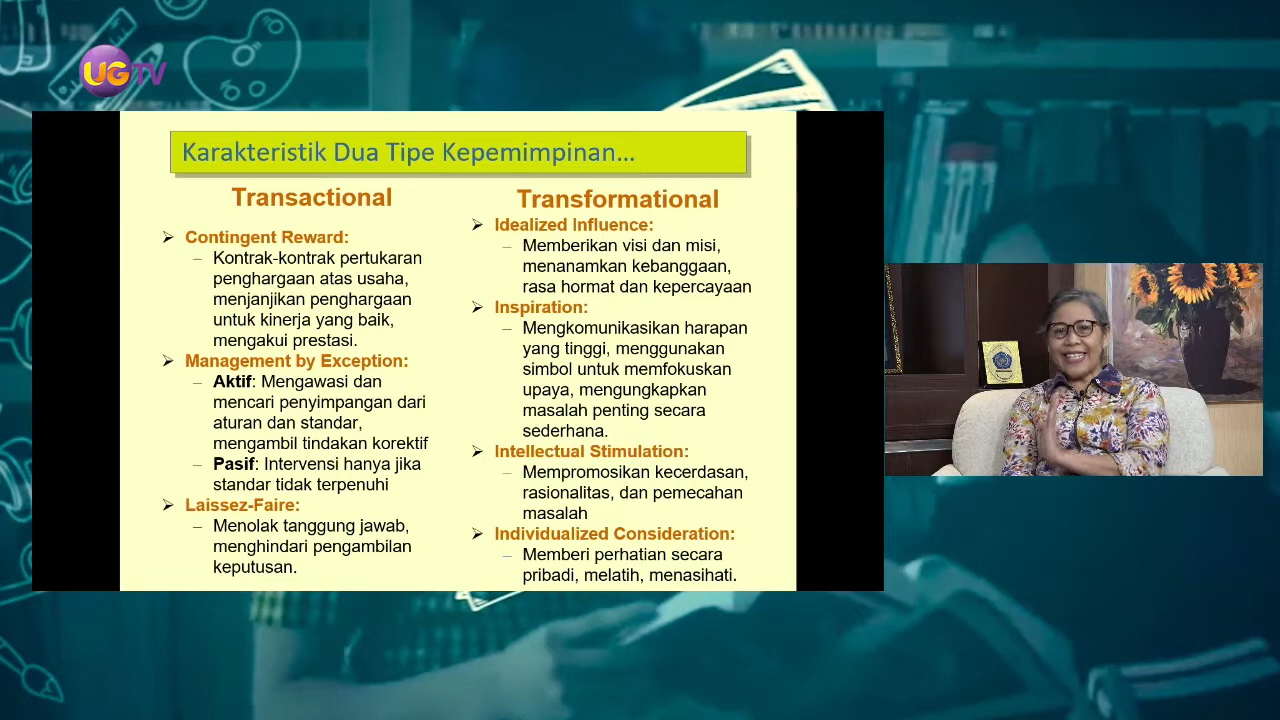 UGTV
Karakteristik Dua Tipe Kepemimpinan...
Transactional
➢ Contingent Reward:
– Kontrak-kontrak pertukaran
penghargaan atas usaha,
menjanjikan penghargaan
untuk kinerja yang baik,
mengakui prestasi.
➢ Management by Exception:
– Aktif: Mengawasi dan
mencari penyimpangan dari
aturan dan standar,
mengambil tindakan korektif
– Pasif: Intervensi hanya jika
standar tidak terpenuhi
➢ Laissez-Faire:
– Menolak tanggung jawab,
menghindari pengambilan
keputusan.
Transformational
➢ Idealized Influence:
– Memberikan visi dan misi,
menanamkan kebanggaan,
rasa hormat dan kepercayaan
➢ Inspiration:
– Mengkomunikasikan harapan
yang tinggi, menggunakan
simbol untuk memfokuskan
upaya, mengungkapkan
masalah penting secara
sederhana.
➢ Intellectual Stimulation:
– Mempromosikan kecerdasan,
rasionalitas, dan pemecahan
masalah
➢ Individualized Consideration:
– Memberi perhatian secara
pribadi, melatih, menasihati.